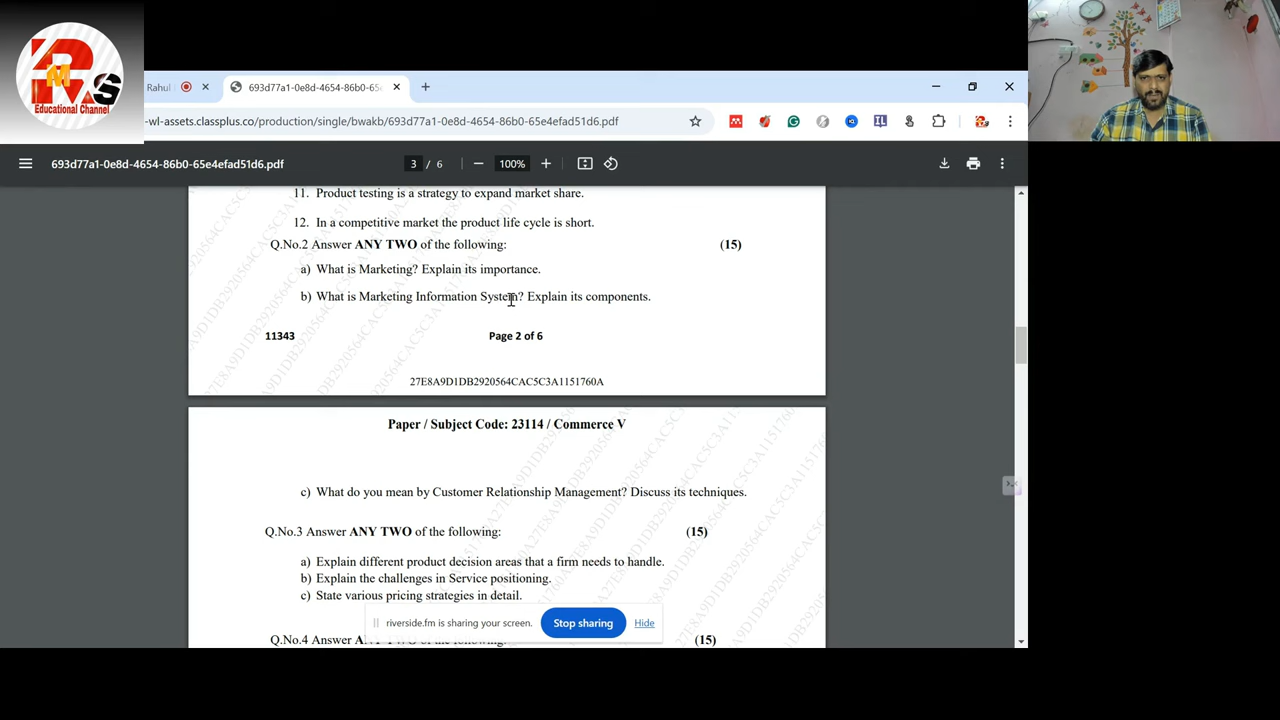 RMS
Educational Channel
Rahul
693d77a1-0e8d-4654-86b0-65e
-wl-assets.classplus.co/production/single/bwakb/693d77a1-0e8d-4654-86b0-65e4efad51d6.pdf
693d77a1-0e8d-4654-86b0-65e4efad51d6.pdf
3 / 6
100%
11. Product testing is a strategy to expand market share.
12. In a competitive market the product life cycle is short.
Q.No.2 Answer ANY TWO of the following: (15)
a) What is Marketing? Explain its importance.
b) What is Marketing Information System? Explain its components.
11343 Page 2 of 6
27E8A9D1DB2920564CAC5C3A1151760A
Paper / Subject Code: 23114 / Commerce V
c) What do you mean by Customer Relationship Management? Discuss its techniques.
Q.No.3 Answer ANY TWO of the following: (15)
a) Explain different product decision areas that a firm needs to handle.
b) Explain the challenges in Service positioning.
c) State various pricing strategies in detail.
riverside.fm is sharing your screen.
Stop sharing
Hide
Q.No.4 Answer ANY TWO of the following: (15)